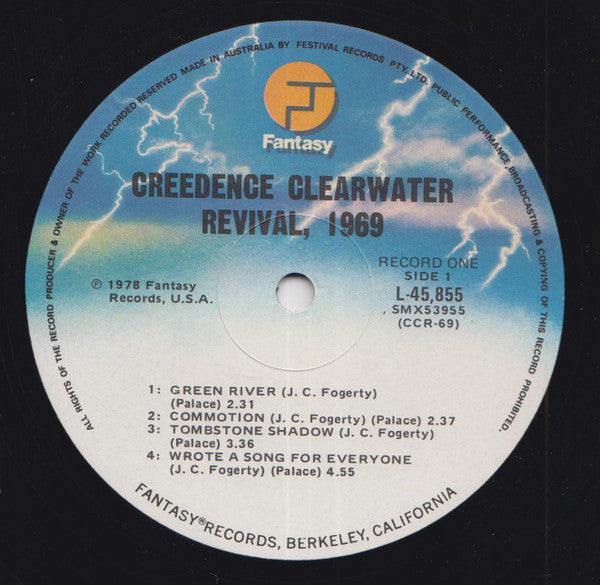 ALL RIGHTS OF THE RECORD PRODUCER & OWNER OF THE WORK RECORDED RESERVED MADE IN AUSTRALIA BY FESTIVAL RECORDS PTY. LTD. PUBLIC PERFORMANCE, BROADCASTING & COPYING OF THIS RECORD PROHIBITED.
F
Fantasy
CREEDENCE CLEARWATER
REVIVAL, 1969
RECORD ONE
SIDE 1
℗ 1978 Fantasy
Records, U.S.A.
L-45,855
SMX53955
(CCR-69)
1: GREEN RIVER (J. C. Fogerty)
(Palace) 2.31
2: COMMOTION (J. C. Fogerty) (Palace) 2.37
3: TOMBSTONE SHADOW (J. C. Fogerty)
(Palace) 3.36
4: WROTE A SONG FOR EVERYONE
(J. C. Fogerty) (Palace) 4.55
FANTASY® RECORDS, BERKELEY, CALIFORNIA